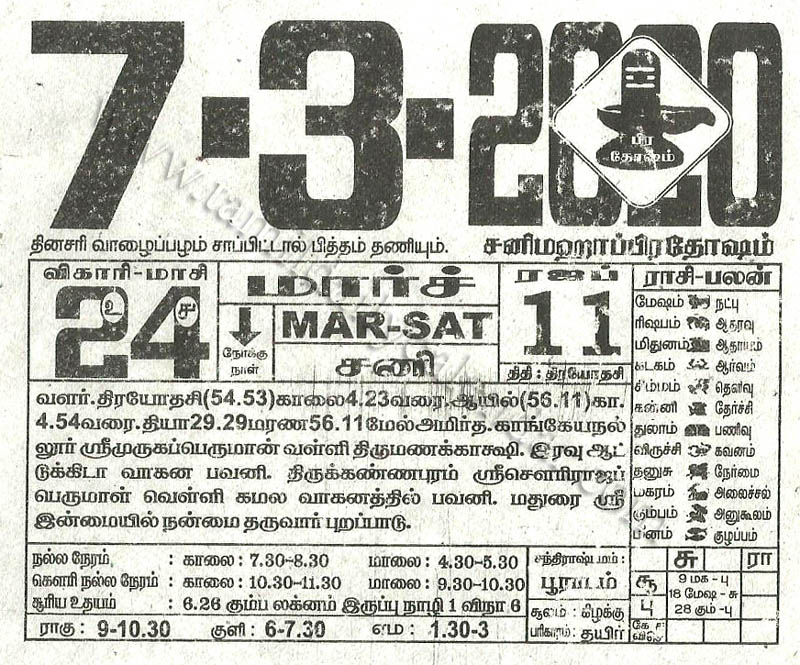 7-3-2020
பிர
தோஷம்
தினசரி வாழைப்பழம் சாப்பிட்டால் பித்தம் தணியும்.
சனிமஹாப்பிரதோஷம்
விகாரி-மாசி
24
உ
சு
மார்ச்
நோக்கு
நாள்
MAR-SAT
சனி
ரஜப்
11
திதி : திரயோதசி
ராசி-பலன்
மேஷம் நட்பு
ரிஷபம் ஆதரவு
மிதுனம் ஆதாயம்
கடகம் ஆர்வம்
சிம்மம் தெளிவு
கன்னி தேர்ச்சி
துலாம் பணிவு
விருச்சி கவனம்
தனுசு நேர்மை
மகரம் அலைச்சல்
கும்பம் அனுகூலம்
மீனம் குழப்பம்
வளர்.திரயோதசி(54.53)காலை4.23வரை.ஆயில்(56.11)கா.
4.54வரை.தியா29.29மரண56.11மேல்அமிர்த.காங்கேயநல்
லூர் ஸ்ரீமுருகப்பெருமான் வள்ளி திருமணக்காக்ஷி. இரவு ஆட்
டுக்கிடா வாகன பவனி. திருக்கண்ணபுரம் ஸ்ரீசௌரிராஜப்
பெருமாள் வெள்ளி கமல வாகனத்தில் பவனி. மதுரை ஸ்ரீ
இன்மையில் நன்மை தருவார் புறப்பாடு.
நல்ல நேரம் : காலை : 7.30-8.30 மாலை : 4.30-5.30
கௌரி நல்ல நேரம் : காலை : 10.30-11.30 மாலை : 9.30-10.30
சூரிய உதயம் : 6.26 கும்ப லக்னம் இருப்பு நாழி 1 விநா 6
ராகு : 9-10.30 குளி : 6-7.30 எம : 1.30-3
சந்திராஷ்டமம் :
பூராடம்
சூலம் : கிழக்கு
பரிகாரம் : தயிர்
சு ரா
சூ
பு
9 மக - பு
18 மேஷ - சு
28 கும் - பு
கே